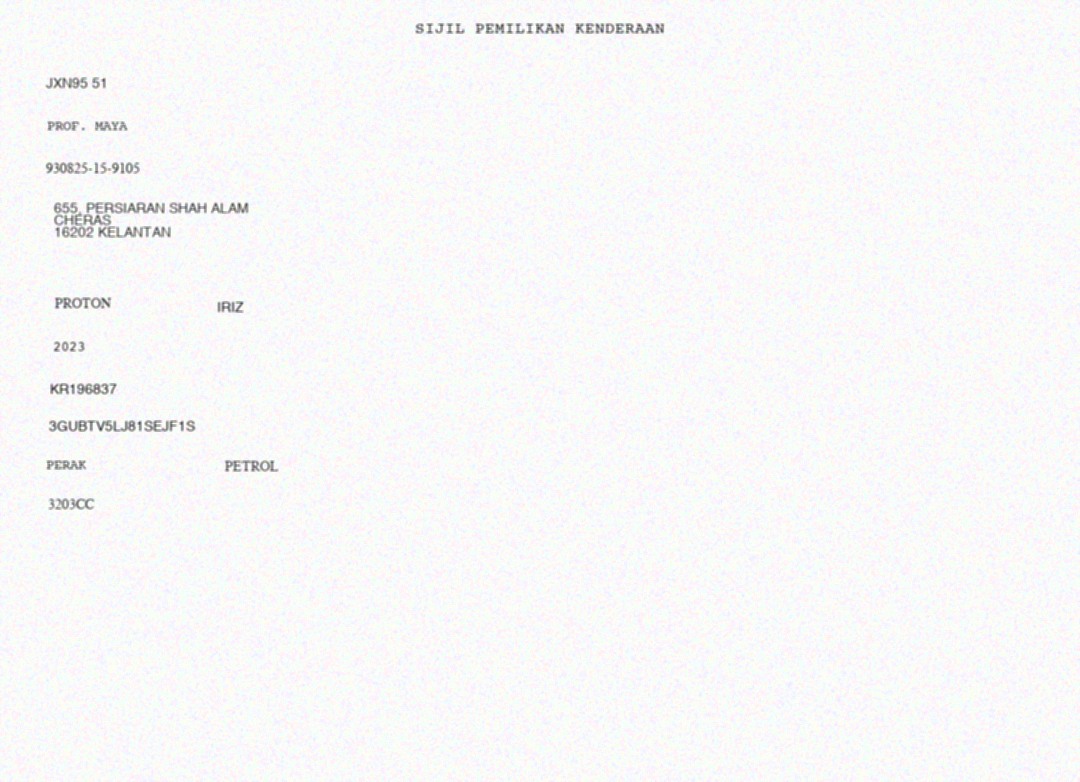 SIJIL PEMILIKAN KENDERAAN
JXN95 51
PROF. MAYA
930825-15-9105
655, PERSIARAN SHAH ALAM
CHERAS
16202 KELANTAN
PROTON IRIZ
2023
KR196837
3GUBTV5LJ81SEJF1S
PERAK PETROL
3203CC